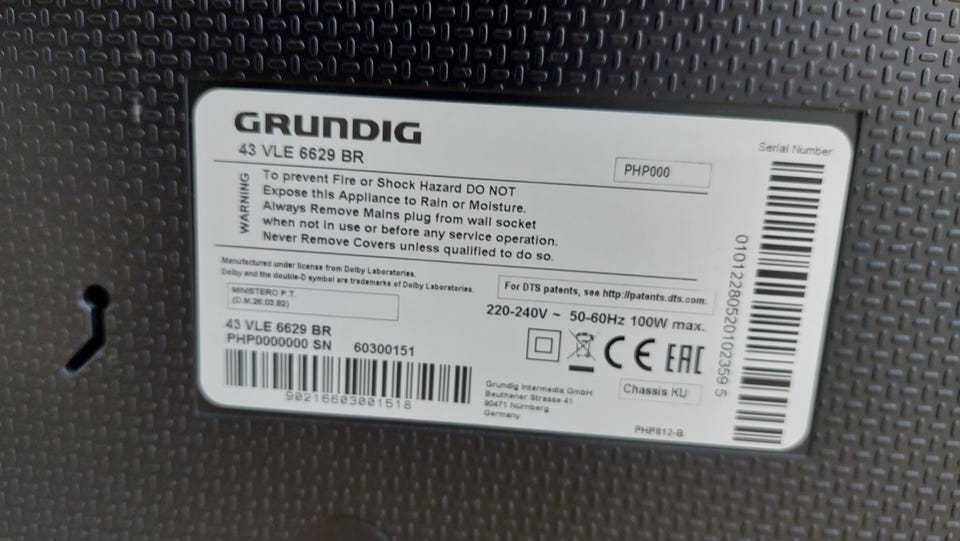 GRUNDIG
43 VLE 6629 BR
PHP000
Serial Number
WARNING
To prevent Fire or Shock Hazard DO NOT
Expose this Appliance to Rain or Moisture.
Always Remove Mains plug from wall socket
when not in use or before any service operation.
Never Remove Covers unless qualified to do so.
Manufactured under license from Dolby Laboratories.
Dolby and the double-D symbol are trademarks of Dolby Laboratories.
MINISTERO P.T.
(D.M.26.03.92)
For DTS patents, see http://patents.dts.com.
220-240V ~ 50-60Hz 100W max.
43 VLE 6629 BR
PHP0000000 SN 60300151
90216603001518
CE EAC
Grundig Intermedia GmbH
Beuthener Strasse 41
90471 Nürnberg
Germany
Chassis KU
PHP812-B
01012280520102359 5